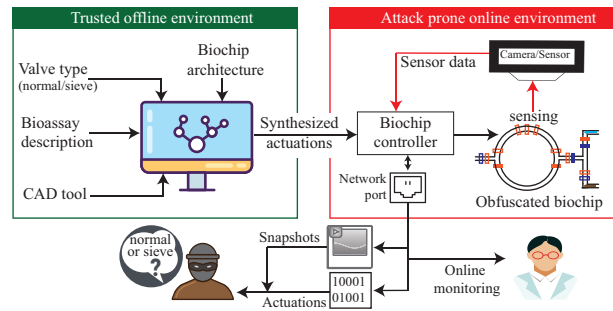 Trusted offline environment
Attack prone online environment
Valve type
(normal/sieve)
Biochip
architecture
Bioassay
description
CAD tool
Synthesized
actuations
Sensor data
Camera/Sensor
Biochip
controller
sensing
Network
port
Obfuscated biochip
normal
or sieve
?
Snapshots
10001
01001
Actuations
Online
monitoring